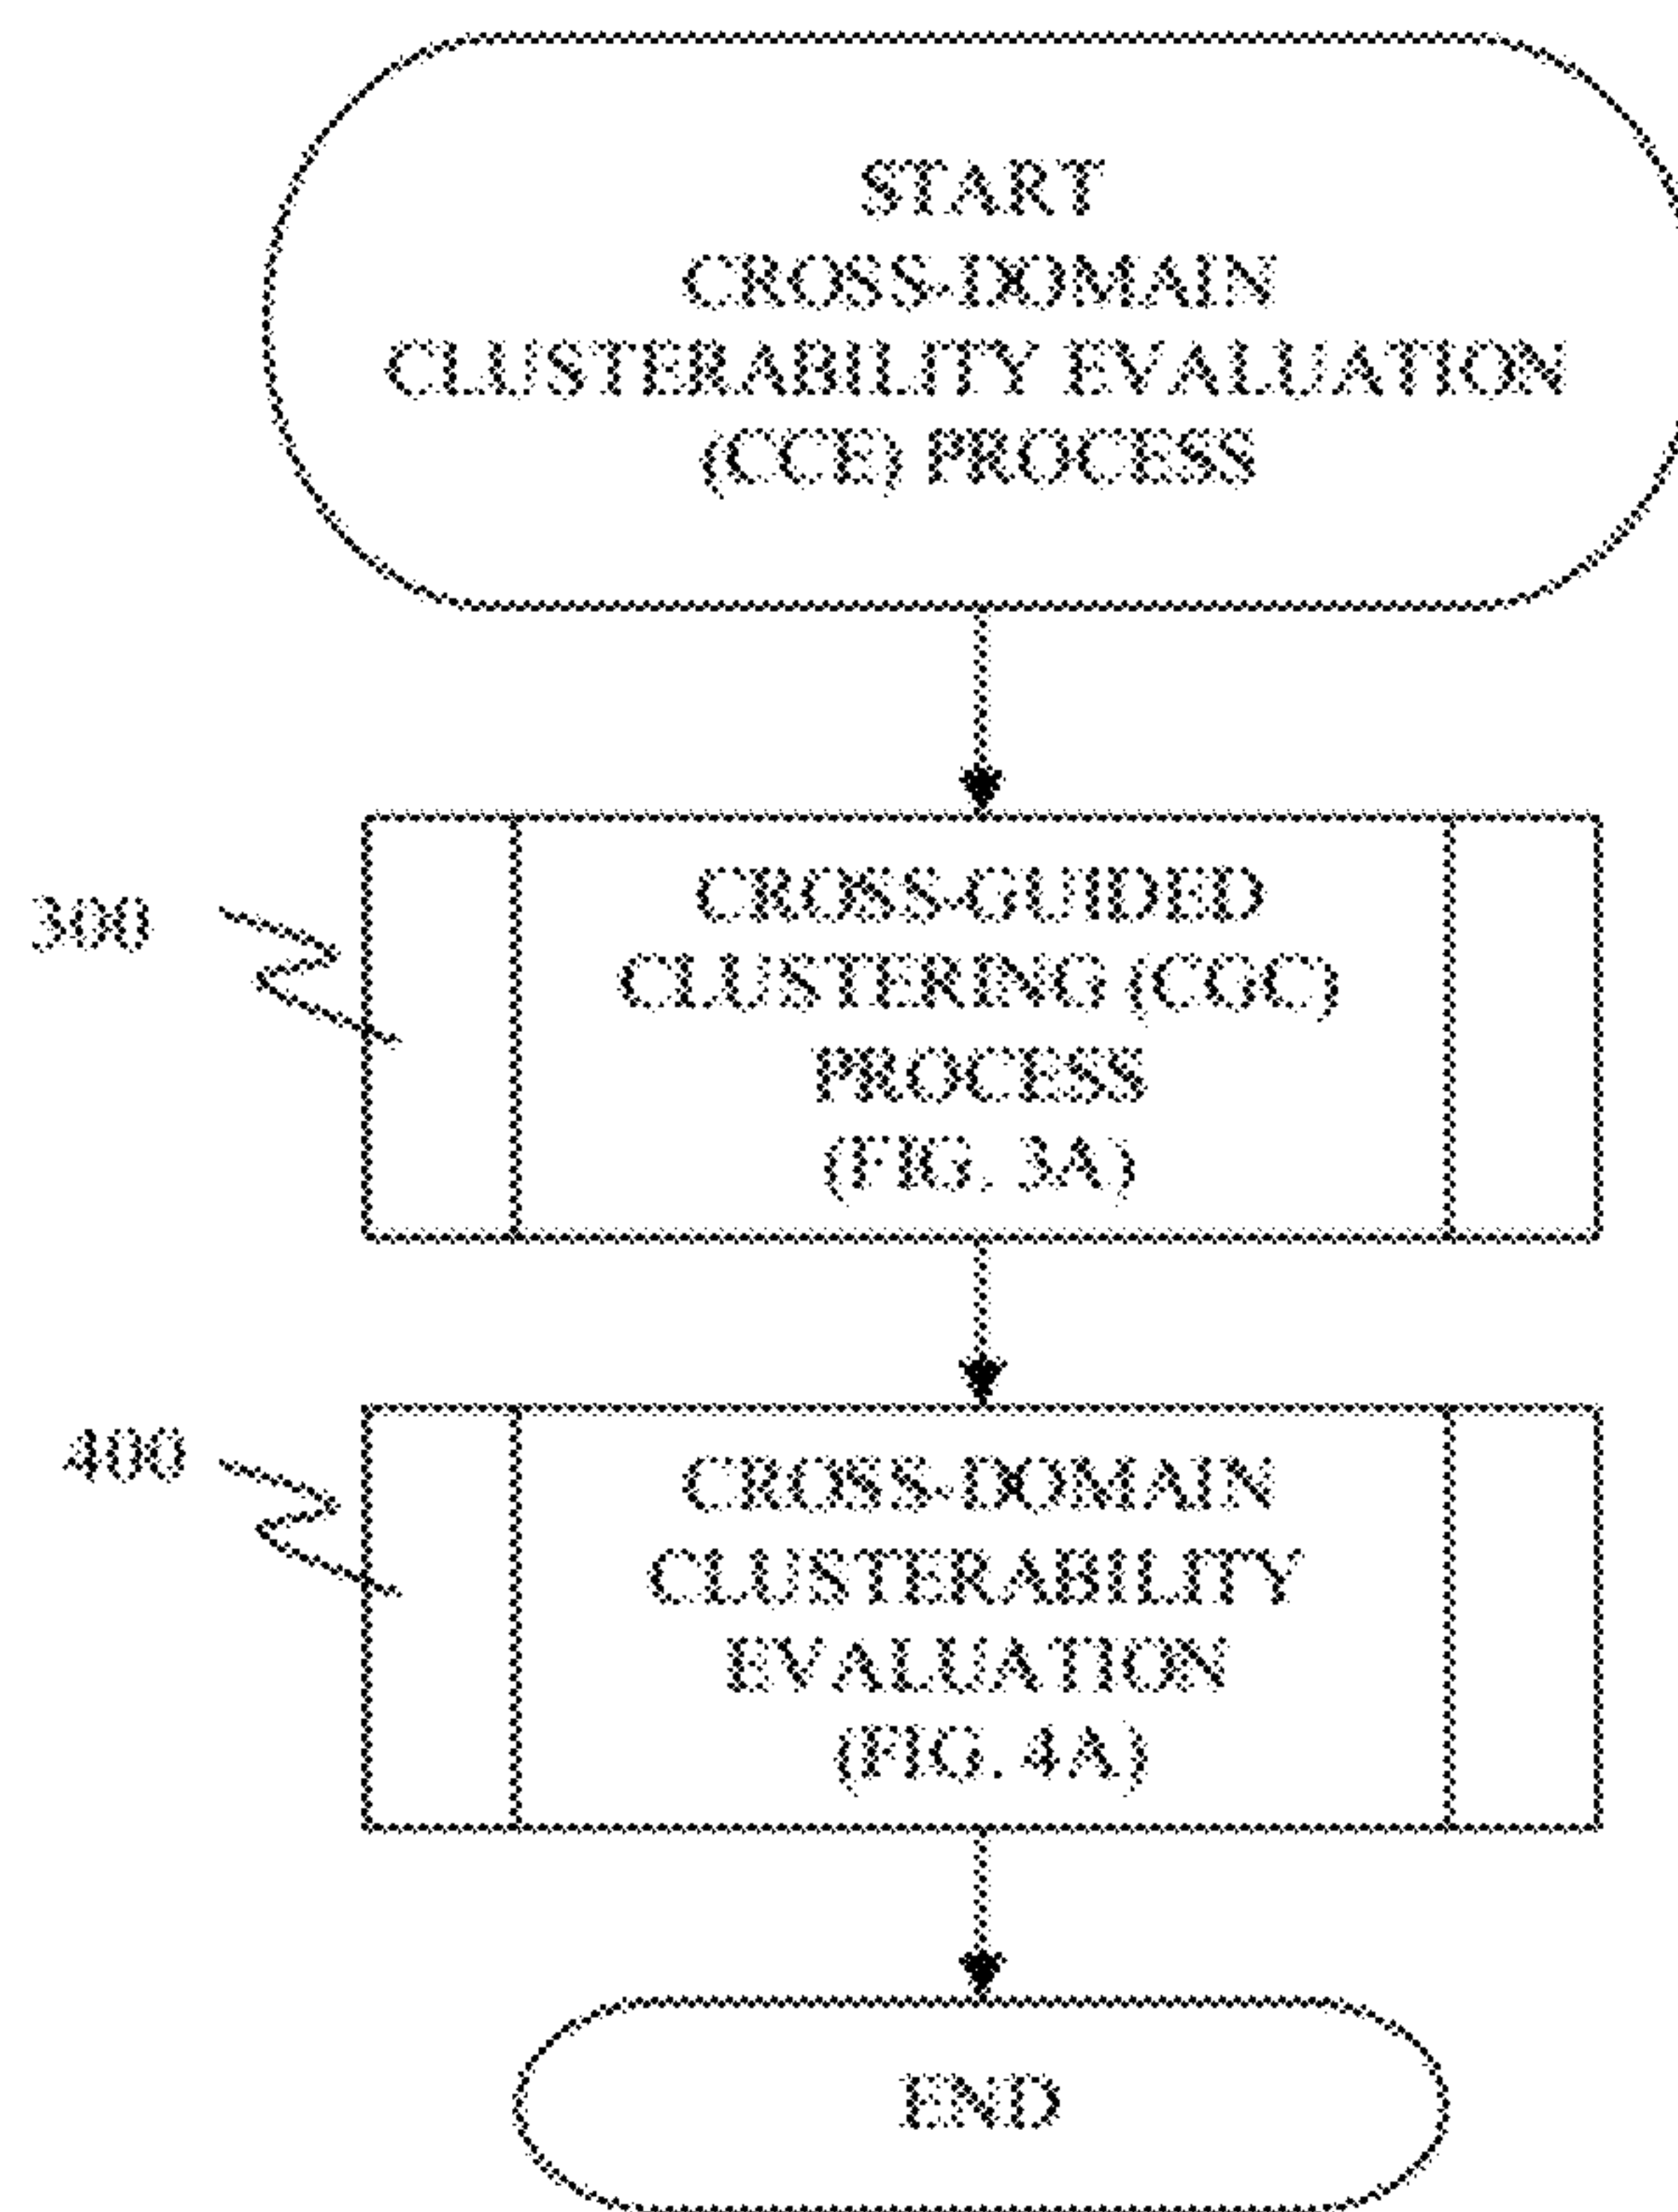 START
CROSS-DOMAIN
CLUSTERABILITY EVALUATION
(CCE) PROCESS
300
CROSS-GUIDED
CLUSTERING (CGC)
PROCESS
(FIG. 3A)
400
CROSS-DOMAIN
CLUSTERABILITY
EVALUATION
(FIG. 4A)
END